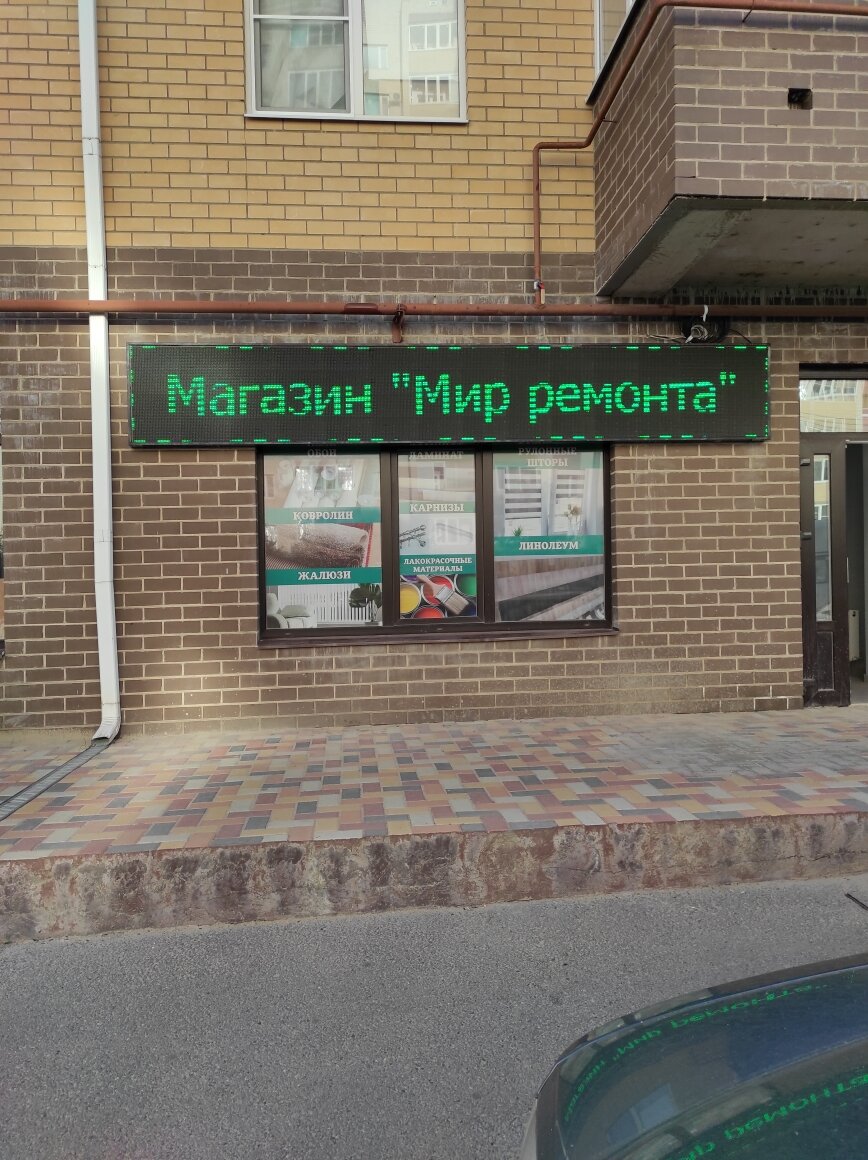 Магазин "Мир ремонта"
ОБОИ
КОВРОЛИН
ЖАЛЮЗИ
ЛАМИНАТ
КАРНИЗЫ
ЛАКОКРАСОЧНЫЕ
МАТЕРИАЛЫ
РУЛОННЫЕ
ШТОРЫ
ЛИНОЛЕУМ